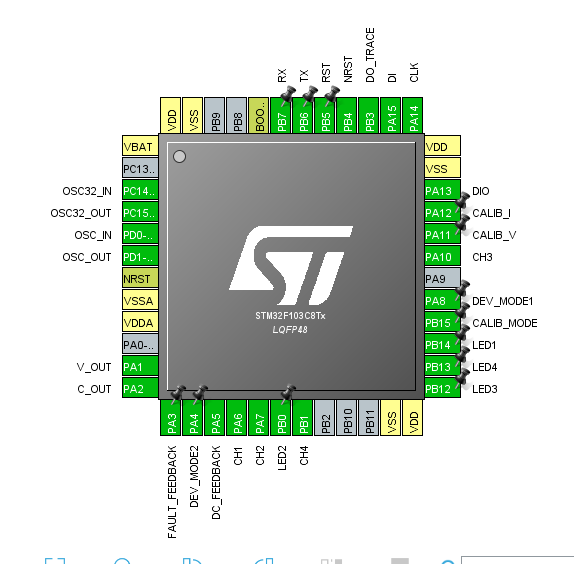 RX
TX
RST
NRST
DO_TRACE
DI
CLK
VDD
VSS
PB9
PB8
BOO..
PB7
PB6
PB5
PB4
PB3
PA15
PA14
VBAT
PC13..
OSC32_IN PC14..
OSC32_OUT PC15..
OSC_IN PD0-..
OSC_OUT PD1-..
NRST
VSSA
VDDA
PA0-..
V_OUT PA1
C_OUT PA2
VDD
VSS
PA13 DIO
PA12 CALIB_I
PA11 CALIB_V
PA10 CH3
PA9
PA8 DEV_MODE1
PB15 CALIB_MODE
PB14 LED1
PB13 LED4
PB12 LED3
ST
STM32F103C8Tx
LQFP48
PA3
PA4
PA5
PA6
PA7
PB0
PB1
PB2
PB10
PB11
VSS
VDD
FAULT_FEEDBACK
DEV_MODE2
DC_FEEDBACK
CH1
CH2
LED2
CH4